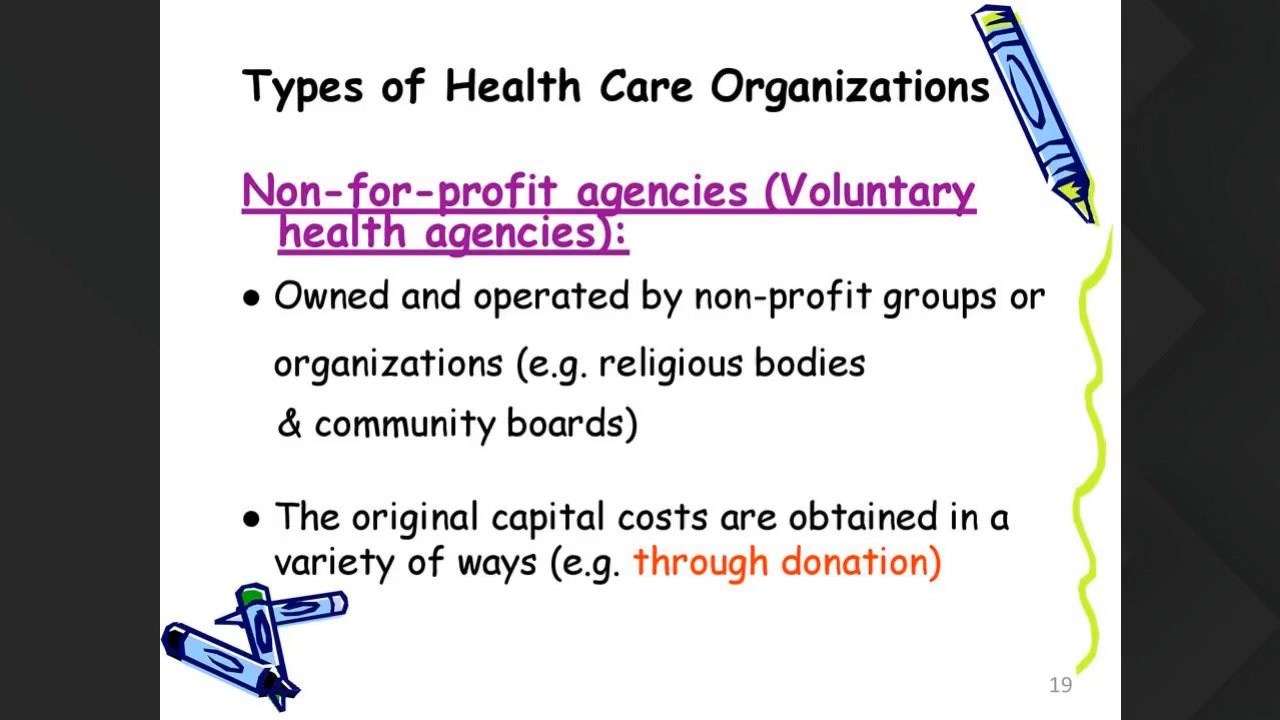 Types of Health Care Organizations
Non-for-profit agencies (Voluntary
health agencies):
● Owned and operated by non-profit groups or
organizations (e.g. religious bodies
& community boards)
● The original capital costs are obtained in a
variety of ways (e.g. through donation)
19